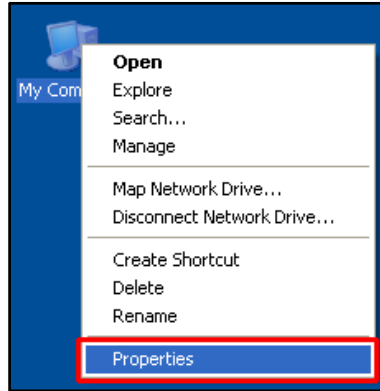 My Com
Open
Explore
Search...
Manage
Map Network Drive...
Disconnect Network Drive...
Create Shortcut
Delete
Rename
Properties